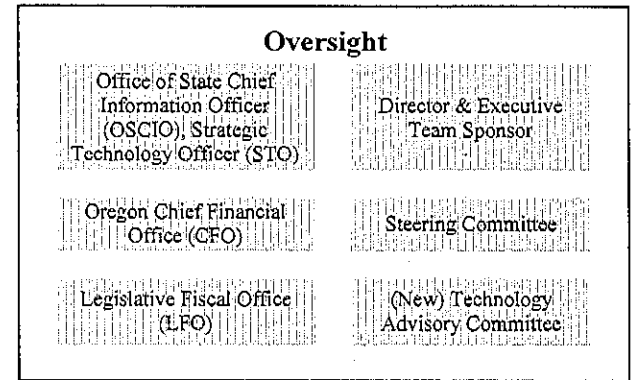 Oversight
Office of State Chief
Information Officer
(OSCIO), Strategic
Technology Officer (STO)
Director & Executive
Team Sponsor
Oregon Chief Financial
Office (CFO)
Steering Committee
Legislative Fiscal Office
(LFO)
(New) Technology
Advisory Committee